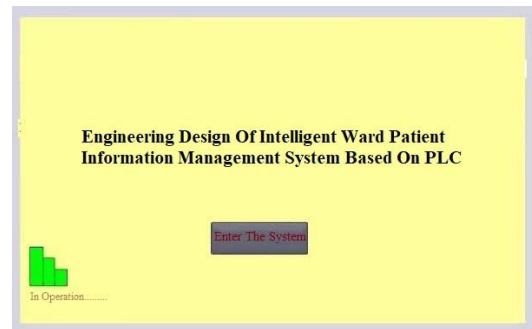 Engineering Design Of Intelligent Ward Patient
Information Management System Based On PLC
Enter The System
In Operation.........